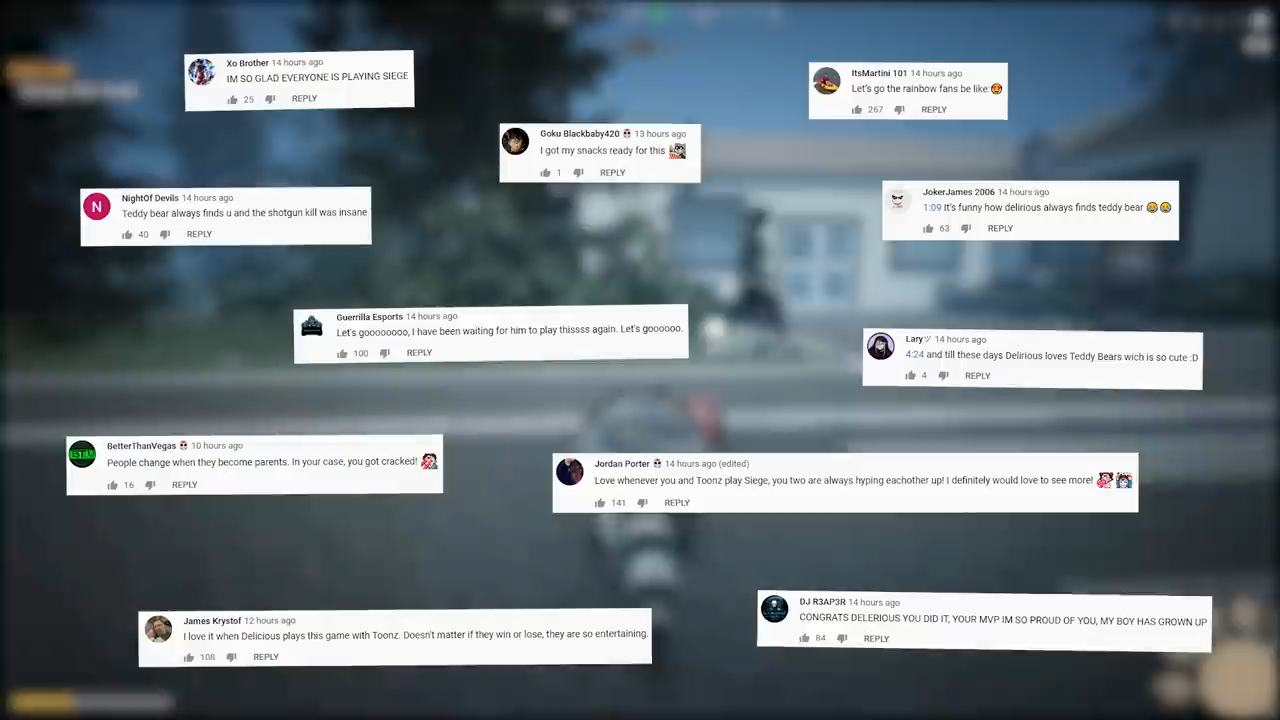 Xo Brother 14 hours ago
IM SO GLAD EVERYONE IS PLAYING SIEGE
25 REPLY
ItsMartini 101 14 hours ago
Let's go the rainbow fans be like:🤩
267 REPLY
Goku Blackbaby420 13 hours ago
I got my snacks ready for this
1 REPLY
NightOf Devils 14 hours ago
N
Teddy bear always finds u and the shotgun kill was insane
40 REPLY
JokerJames 2006 14 hours ago
1:09 It's funny how delirious always finds teddy bear 😂😂
63 REPLY
Guerrilla Esports 14 hours ago
Let's goooooooo, I have been waiting for him to play thissss again. Let's goooooo.
100 REPLY
Laryツ 14 hours ago
4:24 and till these days Delirious loves Teddy Bears wich is so cute :D
4 REPLY
BetterThanVegas 10 hours ago
BTV
People change when they become parents. In your case, you got cracked!
16 REPLY
Jordan Porter 14 hours ago (edited)
Love whenever you and Toonz play Siege, you two are always hyping eachother up! I definitely would love to see more!
141 REPLY
James Krystof 12 hours ago
I love it when Delicious plays this game with Toonz. Doesn't matter if they win or lose, they are so entertaining.
108 REPLY
DJ R3AP3R 14 hours ago
CONGRATS DELERIOUS YOU DID IT, YOUR MVP IM SO PROUD OF YOU, MY BOY HAS GROWN UP
84 REPLY